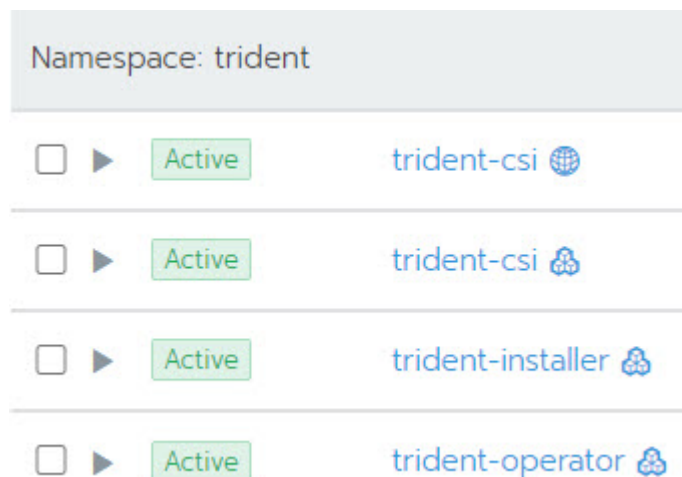 Namespace: trident
Active trident-csi
Active trident-csi
Active trident-installer
Active trident-operator